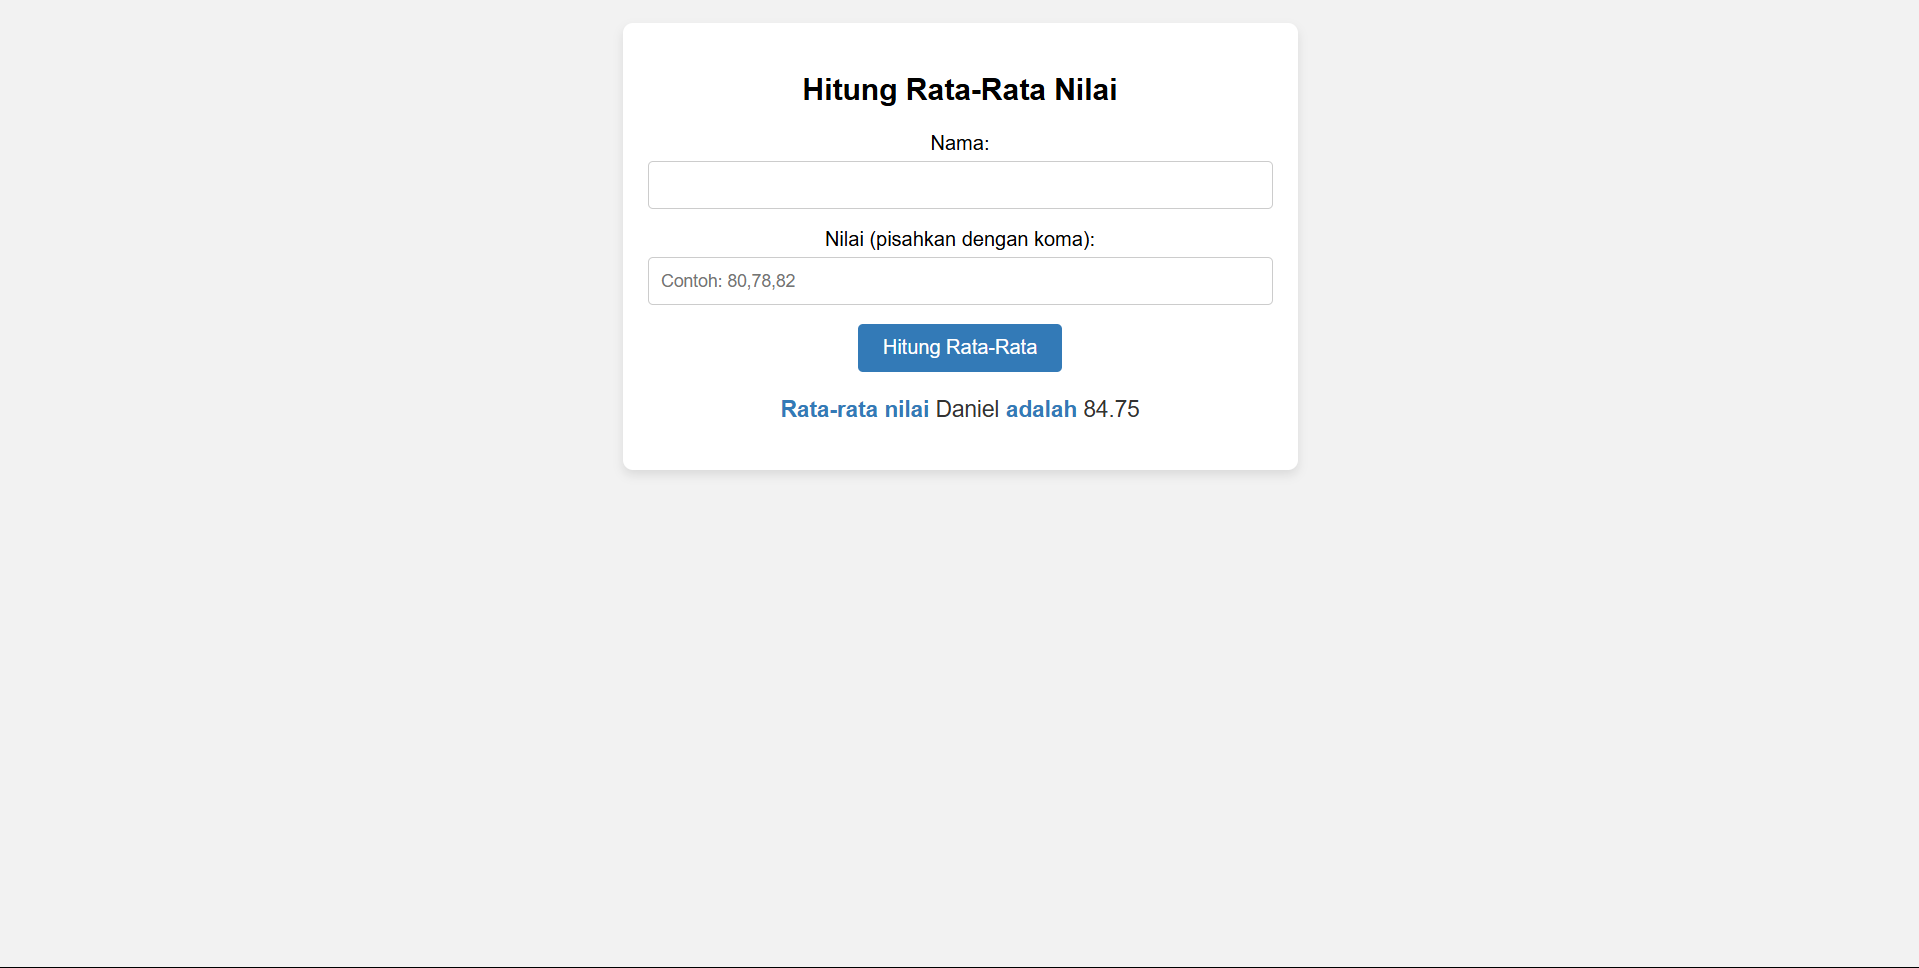 Hitung Rata-Rata Nilai
Nama:
Nilai (pisahkan dengan koma):
Contoh: 80,78,82
Hitung Rata-Rata
Rata-rata nilai Daniel adalah 84.75